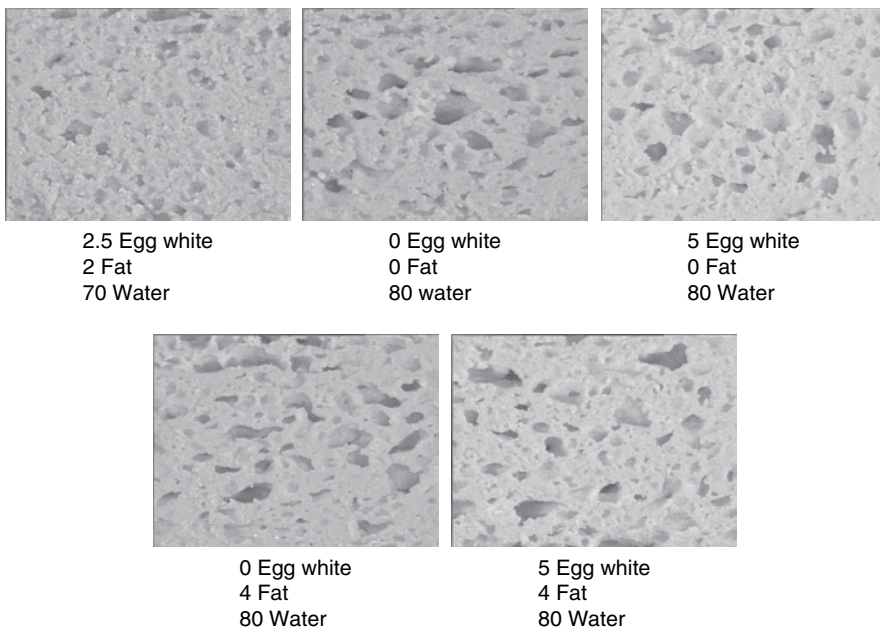 2.5 Egg white
2 Fat
70 Water
0 Egg white
0 Fat
80 water
5 Egg white
0 Fat
80 Water
0 Egg white
4 Fat
80 Water
5 Egg white
4 Fat
80 Water